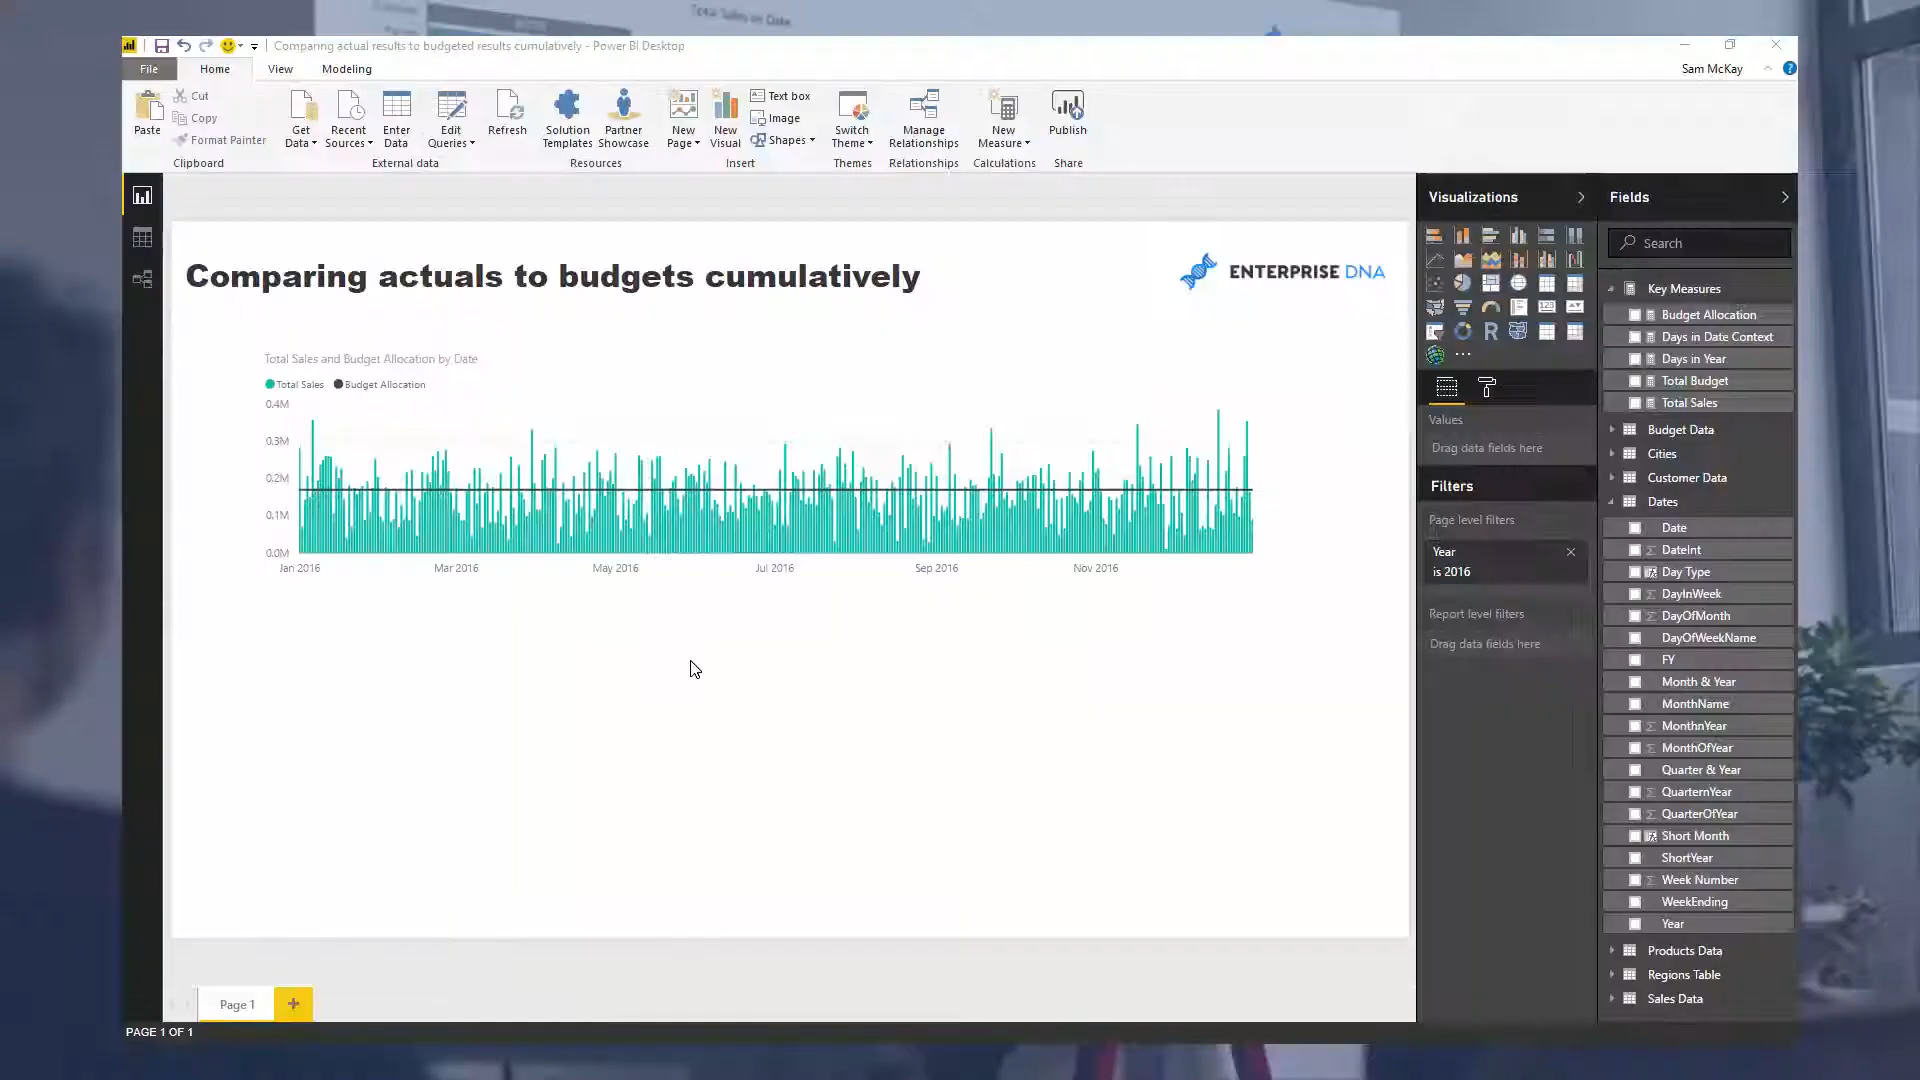 Total Sales by Date
Comparing actual results to budgeted results cumulatively - Power BI Desktop
File
Home
View
Modeling
Sam McKay
Paste
Cut
Copy
Format Painter
Clipboard
Get Data
Recent Sources
Enter Data
Edit Queries
External data
Refresh
Solution Templates
Partner Showcase
Resources
New Page
New Visual
Text box
Image
Shapes
Insert
Switch Theme
Themes
Manage Relationships
Relationships
New Measure
Calculations
Publish
Share
Comparing actuals to budgets cumulatively
ENTERPRISE DNA
Total Sales and Budget Allocation by Date
Total Sales
Budget Allocation
0.4M
0.3M
0.2M
0.1M
0.0M
Jan 2016
Mar 2016
May 2016
Jul 2016
Sep 2016
Nov 2016
Page 1
+
PAGE 1 OF 1
Visualizations
R
123
Values
Drag data fields here
Filters
Page level filters
Year
is 2016
Report level filters
Drag data fields here
Fields
Search
Key Measures
Budget Allocation
Days in Date Context
Days in Year
Total Budget
Total Sales
Budget Data
Cities
Customer Data
Dates
Date
DateInt
Day Type
DayInWeek
DayOfMonth
DayOfWeekName
FY
Month & Year
MonthName
MonthnYear
MonthOfYear
Quarter & Year
QuarternYear
QuarterOfYear
Short Month
ShortYear
Week Number
WeekEnding
Year
Products Data
Regions Table
Sales Data